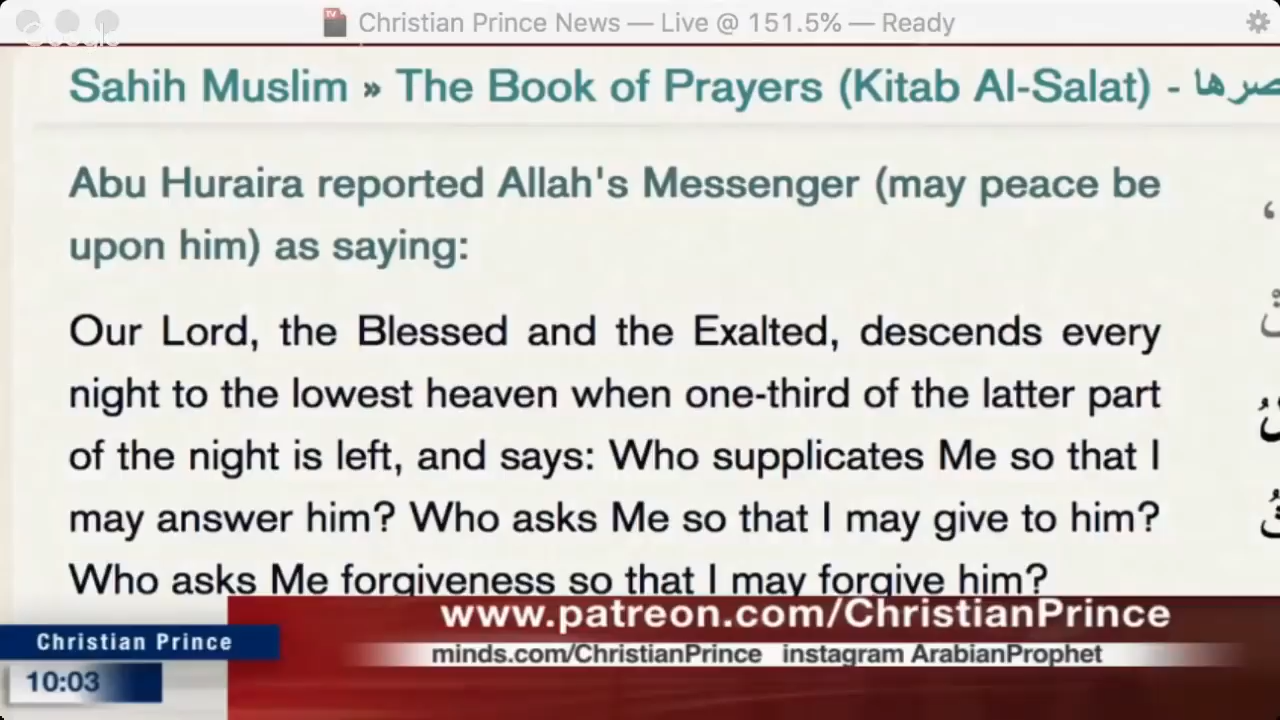 Christian Prince News — Live @ 151.5% — Ready
Google
Sahih Muslim » The Book of Prayers (Kitab Al-Salat) -
Abu Huraira reported Allah's Messenger (may peace be
upon him) as saying:
Our Lord, the Blessed and the Exalted, descends every
night to the lowest heaven when one-third of the latter part
of the night is left, and says: Who supplicates Me so that I
may answer him? Who asks Me so that I may give to him?
Who asks Me forgiveness so that I may forgive him?
www.patreon.com/ChristianPrince
Christian Prince
minds.com/ChristianPrince instagram ArabianProphet
10:03